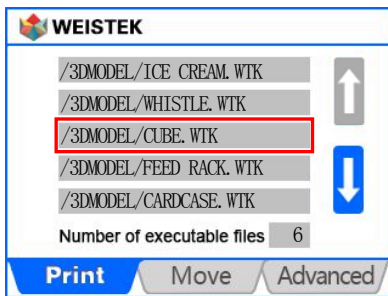 WEISTEK
/3DMODEL/ICE CREAM.WTK
/3DMODEL/WHISTLE.WTK
/3DMODEL/CUBE.WTK
/3DMODEL/FEED RACK.WTK
/3DMODEL/CARDCASE.WTK
Number of executable files 6
Print Move Advanced